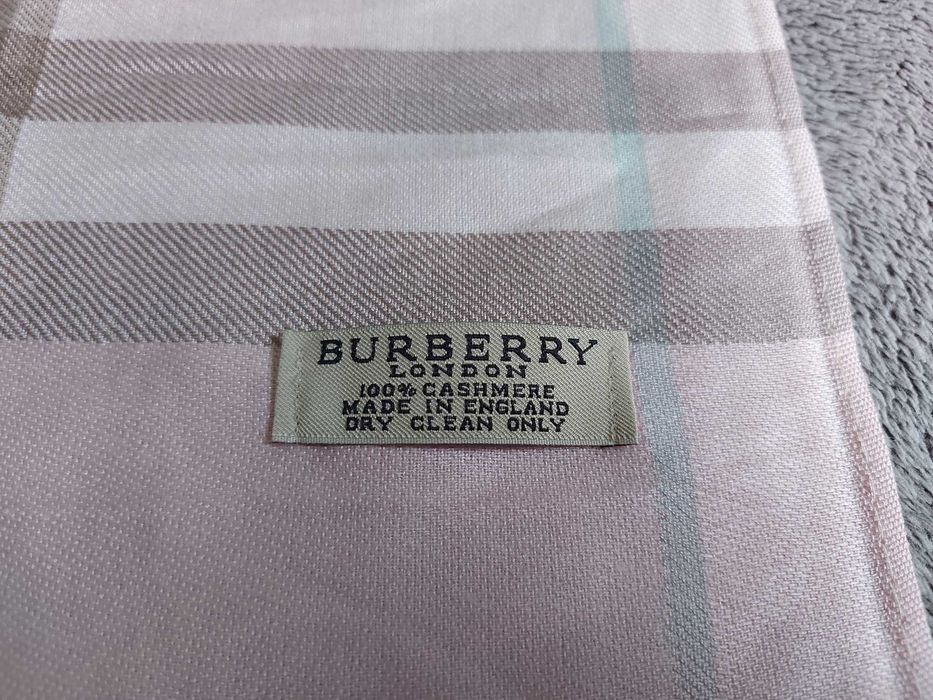 BURBERRY
LONDON
100% CASHMERE
MADE IN ENGLAND
DRY CLEAN ONLY